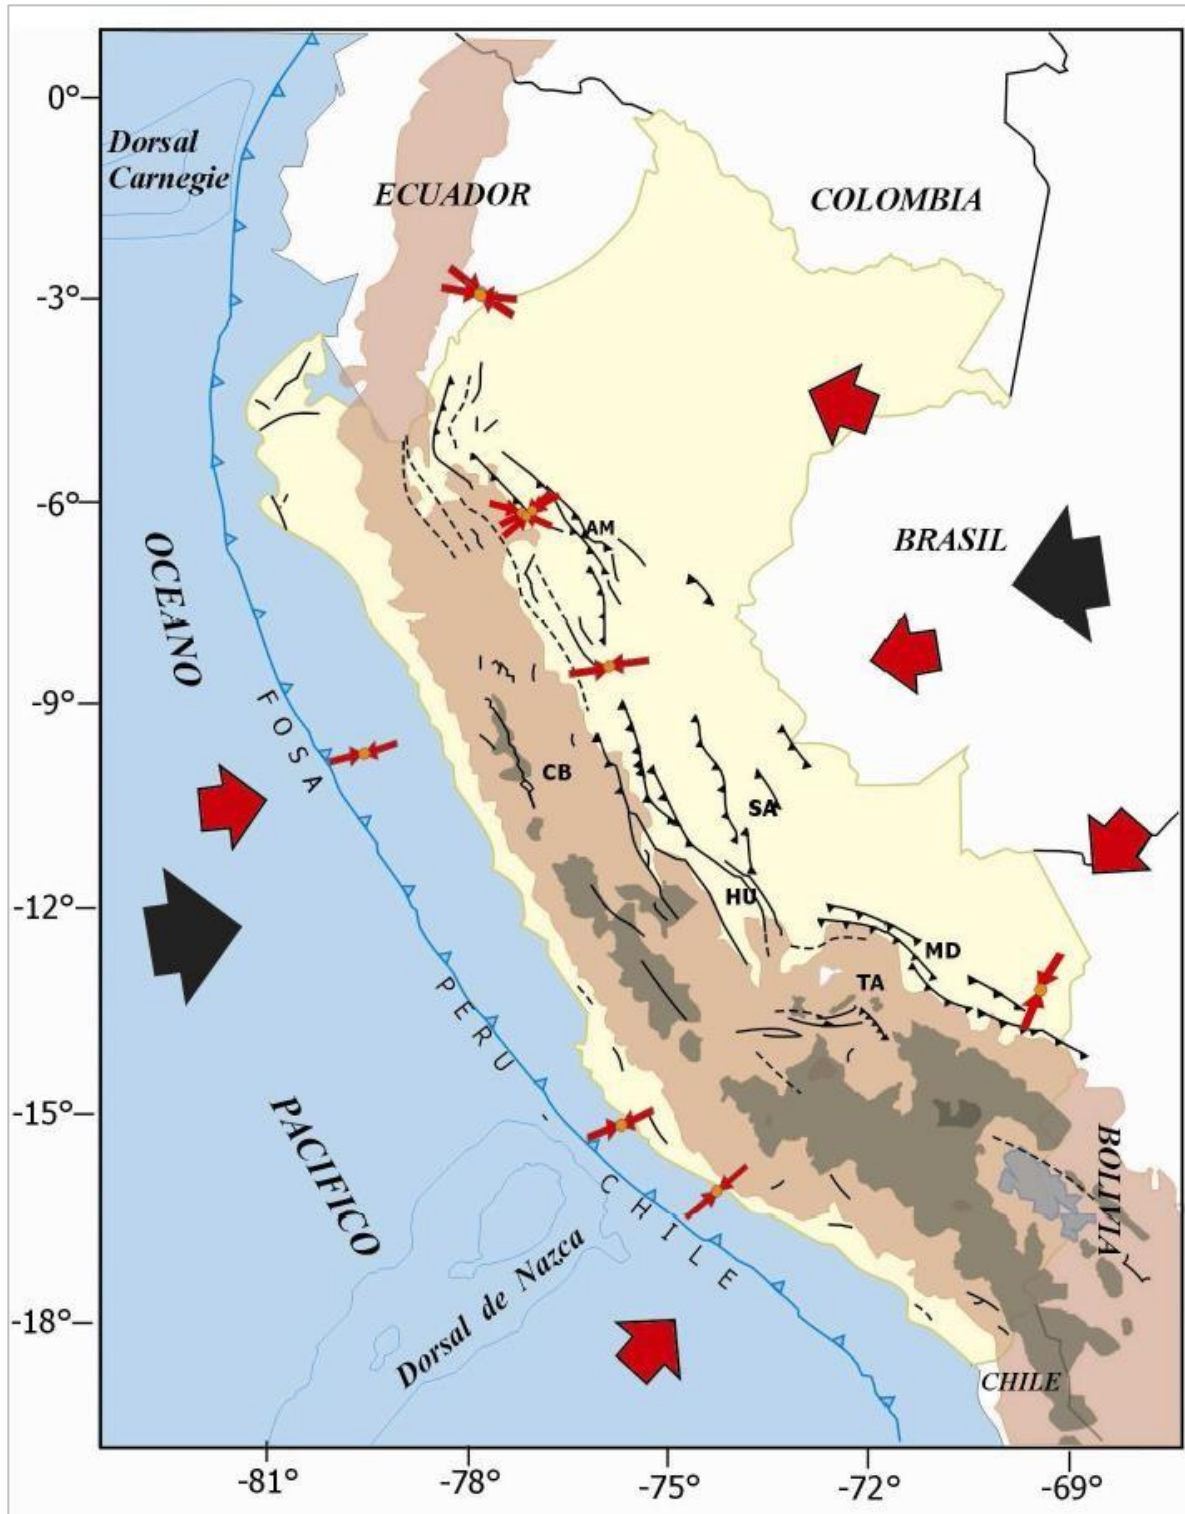 0°
Dorsal
Carnegie
ECUADOR
COLOMBIA
-3°
-6°
AM
BRASIL
OCEANO
-9°
FOSA
CB
SA
-12°
HU
MD
TA
PERU
-15°
PACIFICO
CHILE
BOLIVIA
Dorsal de Nazca
-18°
CHILE
-81°
-78°
-75°
-72°
-69°